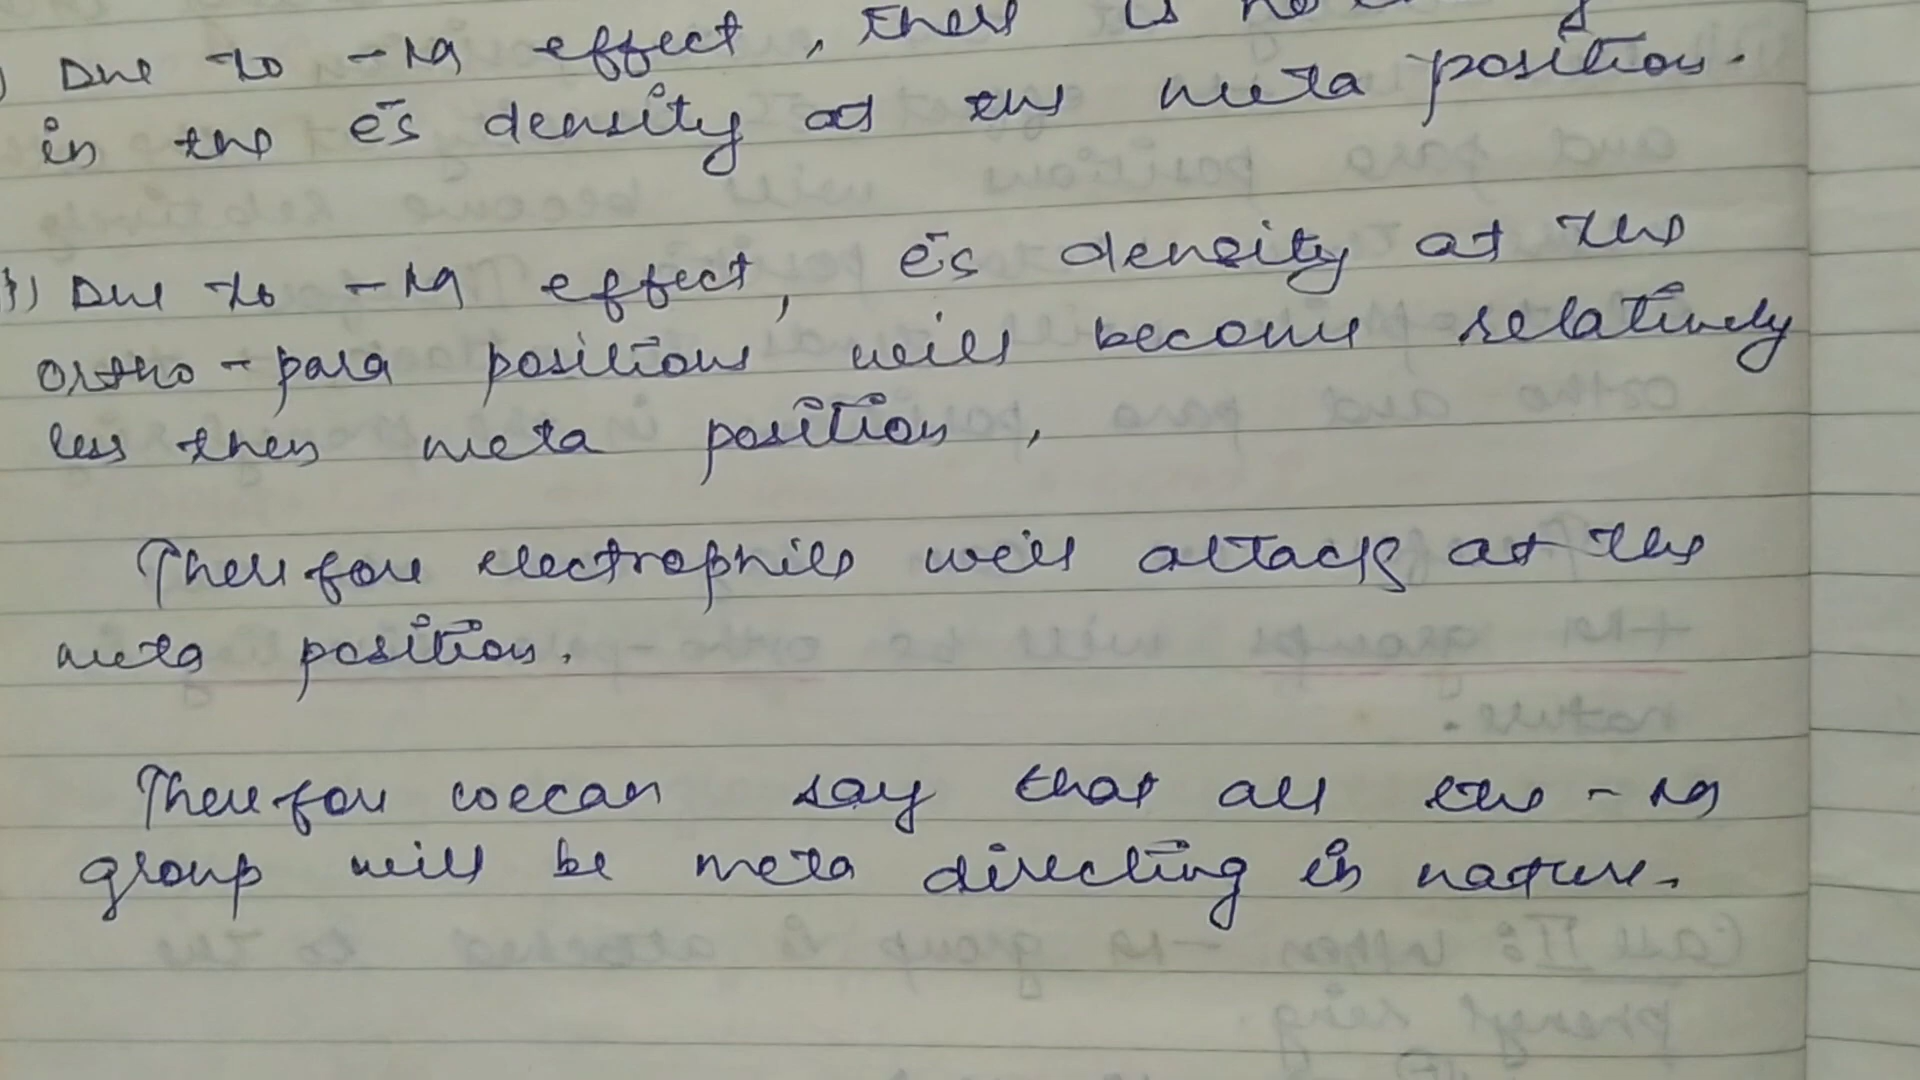 ) Due to -M effect, there is no change
in the e⁻s density at the meta position.
) Due to -M effect, e⁻s density at the
ortho-para positions will become relatively
less then meta position,
Therefore electrophile will attack at the
meta position.
Therefore we can say that all the -M
group will be meta directing in nature.